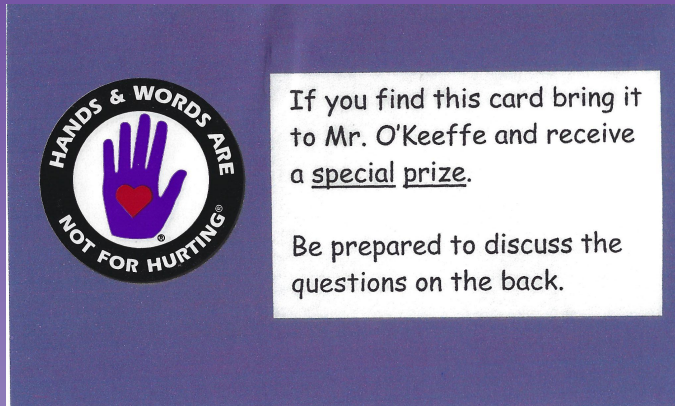 HANDS & WORDS ARE
NOT FOR HURTING®
®
If you find this card bring it
to Mr. O'Keeffe and receive
a special prize.
Be prepared to discuss the
questions on the back.